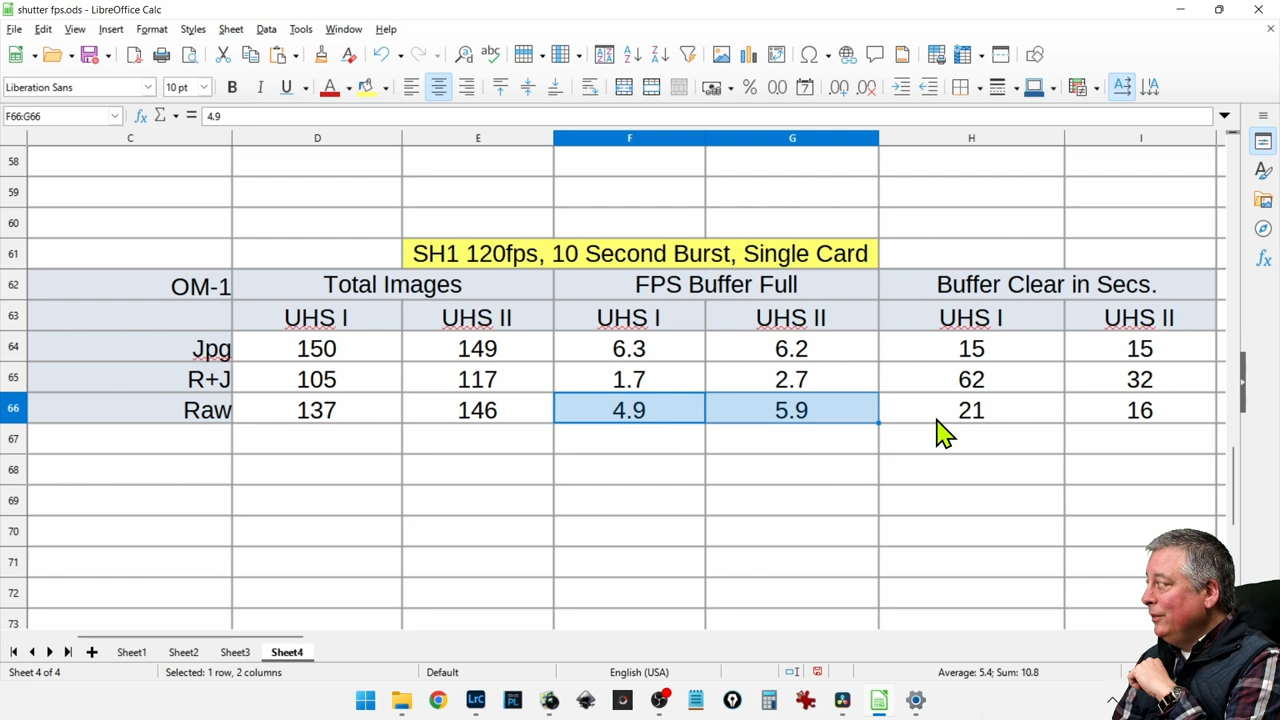 shutter fps.ods - LibreOffice Calc
File Edit View Insert Format Styles Sheet Data Tools Window Help
Liberation Sans 10 pt B I U A
F66:G66 fx Σ = 4.9
C D E F G H I
58
59
60
61 SH1 120fps, 10 Second Burst, Single Card
62 OM-1 Total Images FPS Buffer Full Buffer Clear in Secs.
63 UHS I UHS II UHS I UHS II UHS I UHS II
64 Jpg 150 149 6.3 6.2 15 15
65 R+J 105 117 1.7 2.7 62 32
66 Raw 137 146 4.9 5.9 21 16
67
68
69
70
71
72
73
Sheet1 Sheet2 Sheet3 Sheet4
Sheet 4 of 4 Selected: 1 row, 2 columns Default English (USA) Average: 5.4; Sum: 10.8
LrC PL